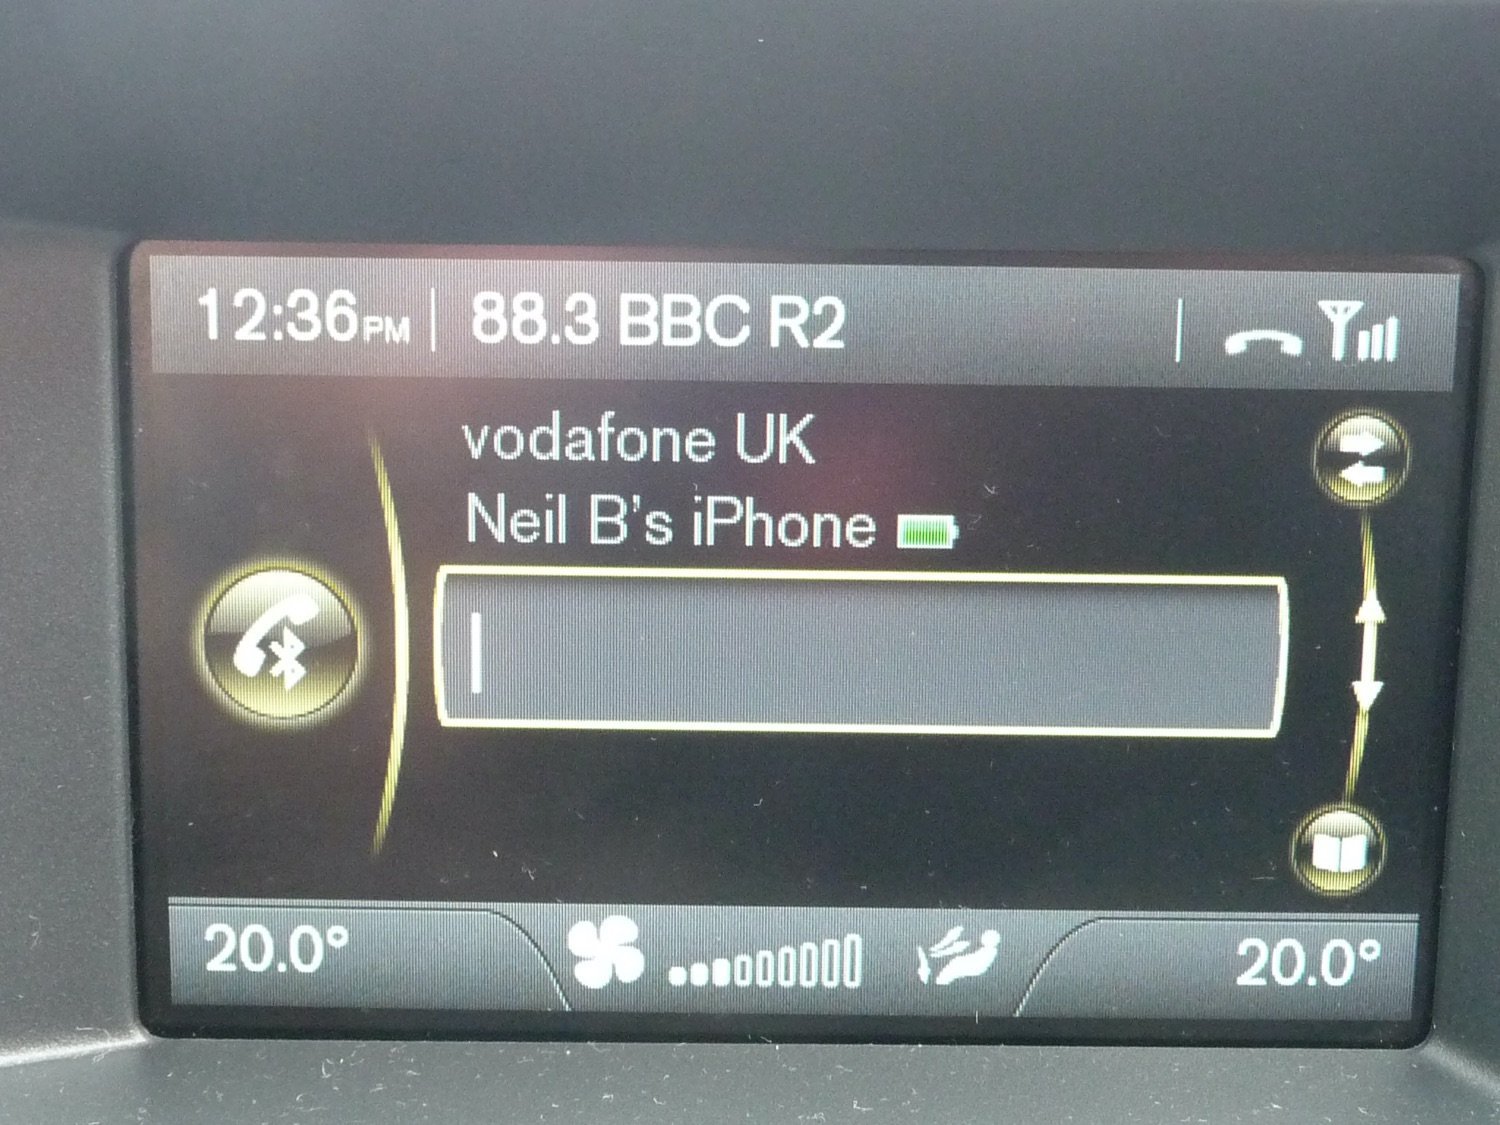 12:36PM 88.3 BBC R2
vodafone UK
Neil B's iPhone
20.0° 20.0°